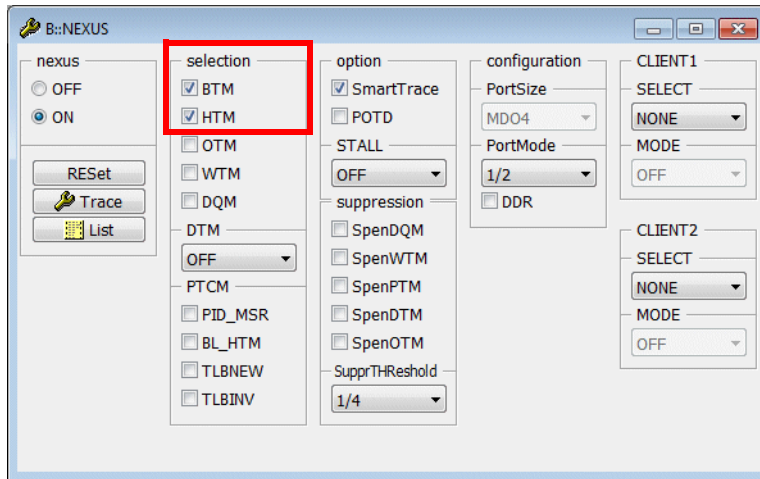 B::NEXUS
nexus
OFF
ON
RESet
Trace
List
selection
BTM
HTM
OTM
WTM
DQM
DTM
OFF
PTCM
PID_MSR
BL_HTM
TLBNEW
TLBINV
option
SmartTrace
POTD
STALL
OFF
suppression
SpenDQM
SpenWTM
SpenPTM
SpenDTM
SpenOTM
SupprTHReshold
1/4
configuration
PortSize
MDO4
PortMode
1/2
DDR
CLIENT1
SELECT
NONE
MODE
OFF
CLIENT2
SELECT
NONE
MODE
OFF